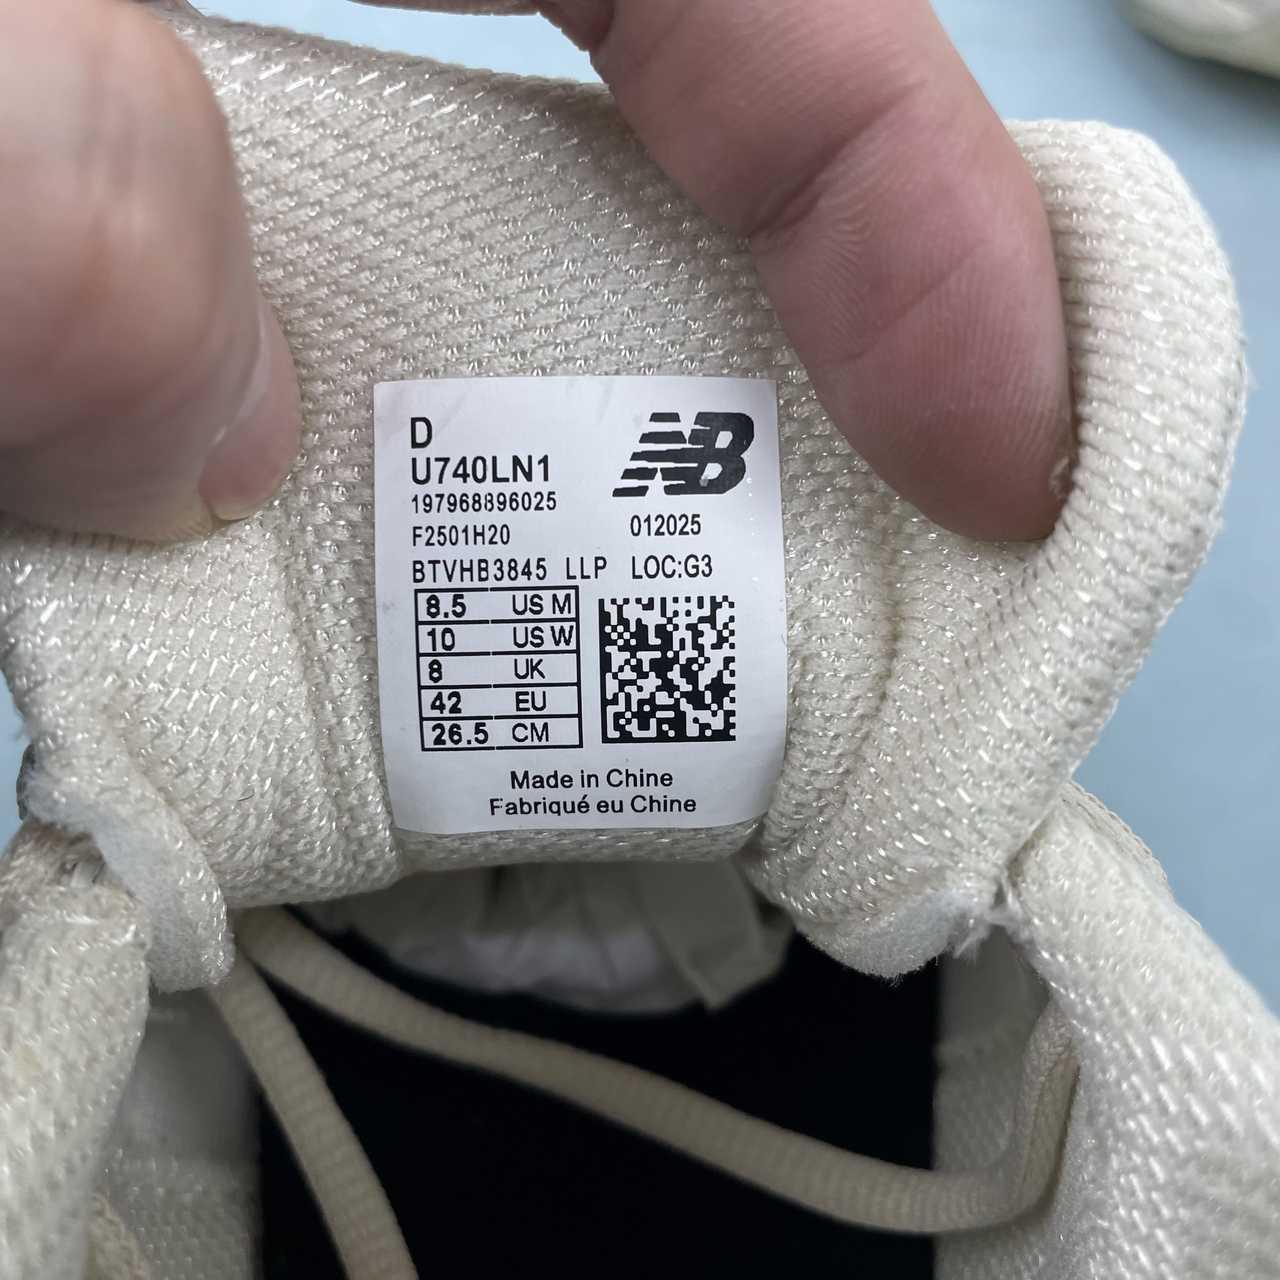 D
NB
U740LN1
197968896025
F2501H20 012025
BTVHB3845 LLP LOC:G3
8.5 US M
10 US W
8 UK
42 EU
26.5 CM
Made in Chine
Fabriqué eu Chine